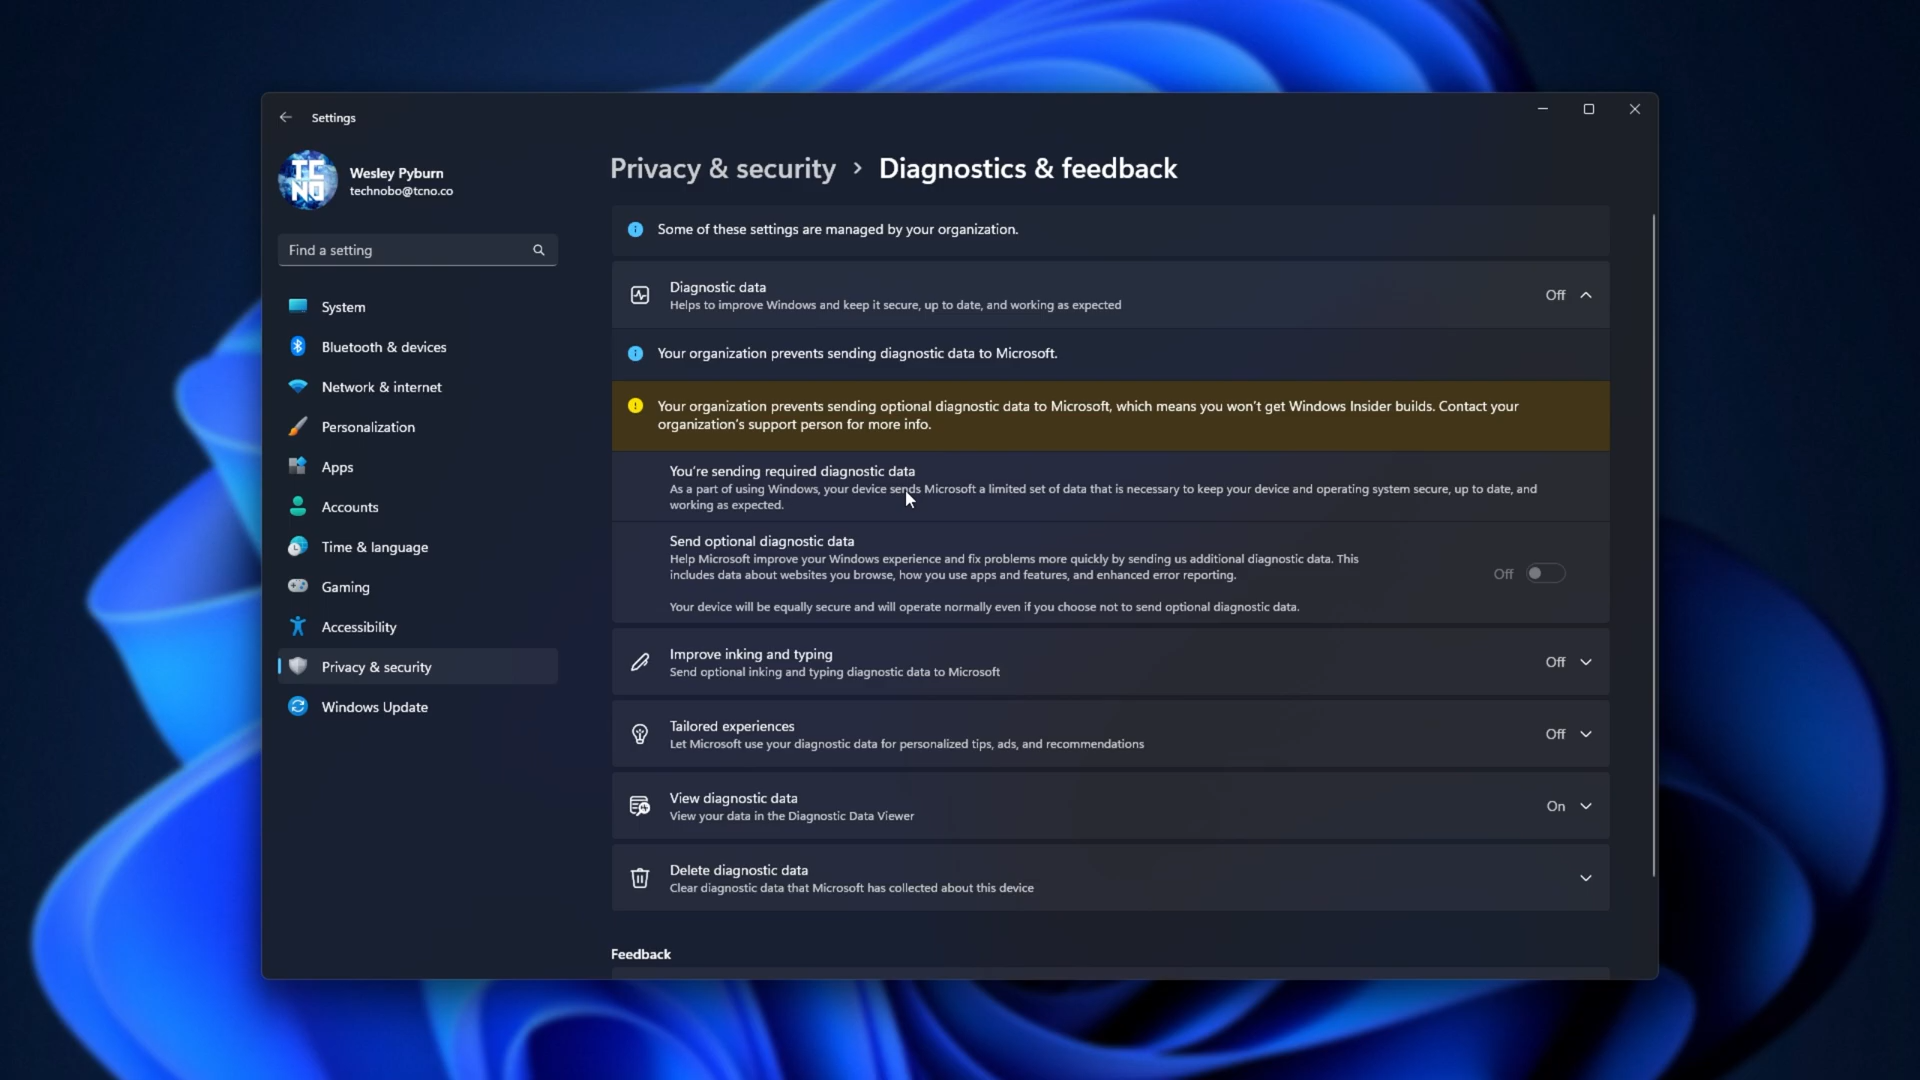 Settings
TC
NO
Wesley Pyburn
technobo@tcno.co
Find a setting
System
Bluetooth & devices
Network & internet
Personalization
Apps
Accounts
Time & language
Gaming
Accessibility
Privacy & security
Windows Update
Privacy & security › Diagnostics & feedback
Some of these settings are managed by your organization.
Diagnostic data
Helps to improve Windows and keep it secure, up to date, and working as expected
Off
Your organization prevents sending diagnostic data to Microsoft.
Your organization prevents sending optional diagnostic data to Microsoft, which means you won't get Windows Insider builds. Contact your
organization's support person for more info.
You're sending required diagnostic data
As a part of using Windows, your device sends Microsoft a limited set of data that is necessary to keep your device and operating system secure, up to date, and
working as expected.
Send optional diagnostic data
Help Microsoft improve your Windows experience and fix problems more quickly by sending us additional diagnostic data. This
includes data about websites you browse, how you use apps and features, and enhanced error reporting.
Off
Your device will be equally secure and will operate normally even if you choose not to send optional diagnostic data.
Improve inking and typing
Send optional inking and typing diagnostic data to Microsoft
Off
Tailored experiences
Let Microsoft use your diagnostic data for personalized tips, ads, and recommendations
Off
View diagnostic data
View your data in the Diagnostic Data Viewer
On
Delete diagnostic data
Clear diagnostic data that Microsoft has collected about this device
Feedback